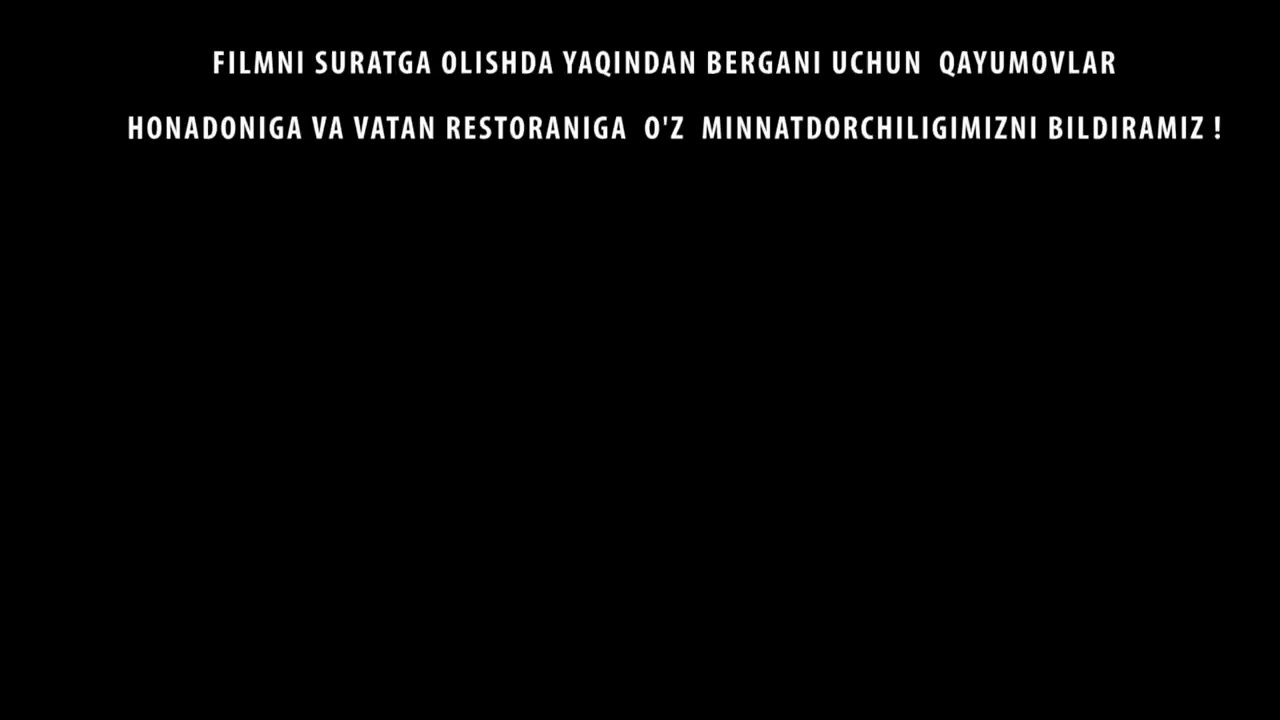 FILMNI SURATGA OLISHDA YAQINDAN BERGANI UCHUN QAYUMOVLAR
HONADONIGA VA VATAN RESTORANIGA O'Z MINNATDORCHILIGIMIZNI BILDIRAMIZ !